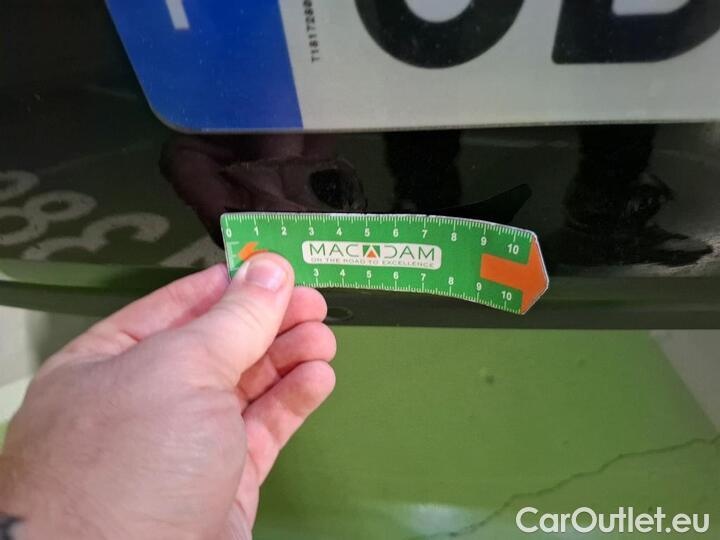 T1817260
0 1 2 3 4 5 6 7 8 9 10
MACADAM
ON THE ROAD TO EXCELLENCE
3 4 5 6 7 8 9 10
CarOutlet.eu